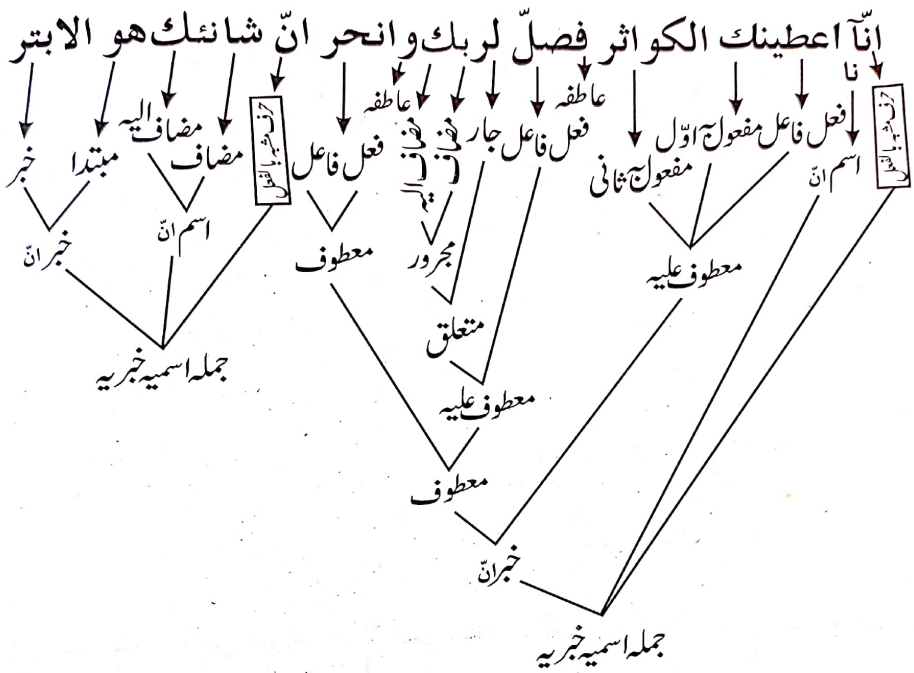 انّآ اعطينك الكواثر فصلّ لربك وانحر انّ شانئك هو الابتر
نا
حرف مشبہ بالفعل
اسم انّ
فعل فاعل
مفعول بہ اوّل
مفعول بہ ثانی
عاطفہ
فعل فاعل
جار
مضاف
مضاف الیہ
عاطفہ
فعل فاعل
حرف مشبہ بالفعل
مضاف
مضاف الیہ
مبتدا
خبر
معطوف علیہ
مجرور
معطوف
اسم انّ
خبر انّ
متعلق
جملہ اسمیہ خبریہ
معطوف علیہ
معطوف
خبر انّ
جملہ اسمیہ خبریہ